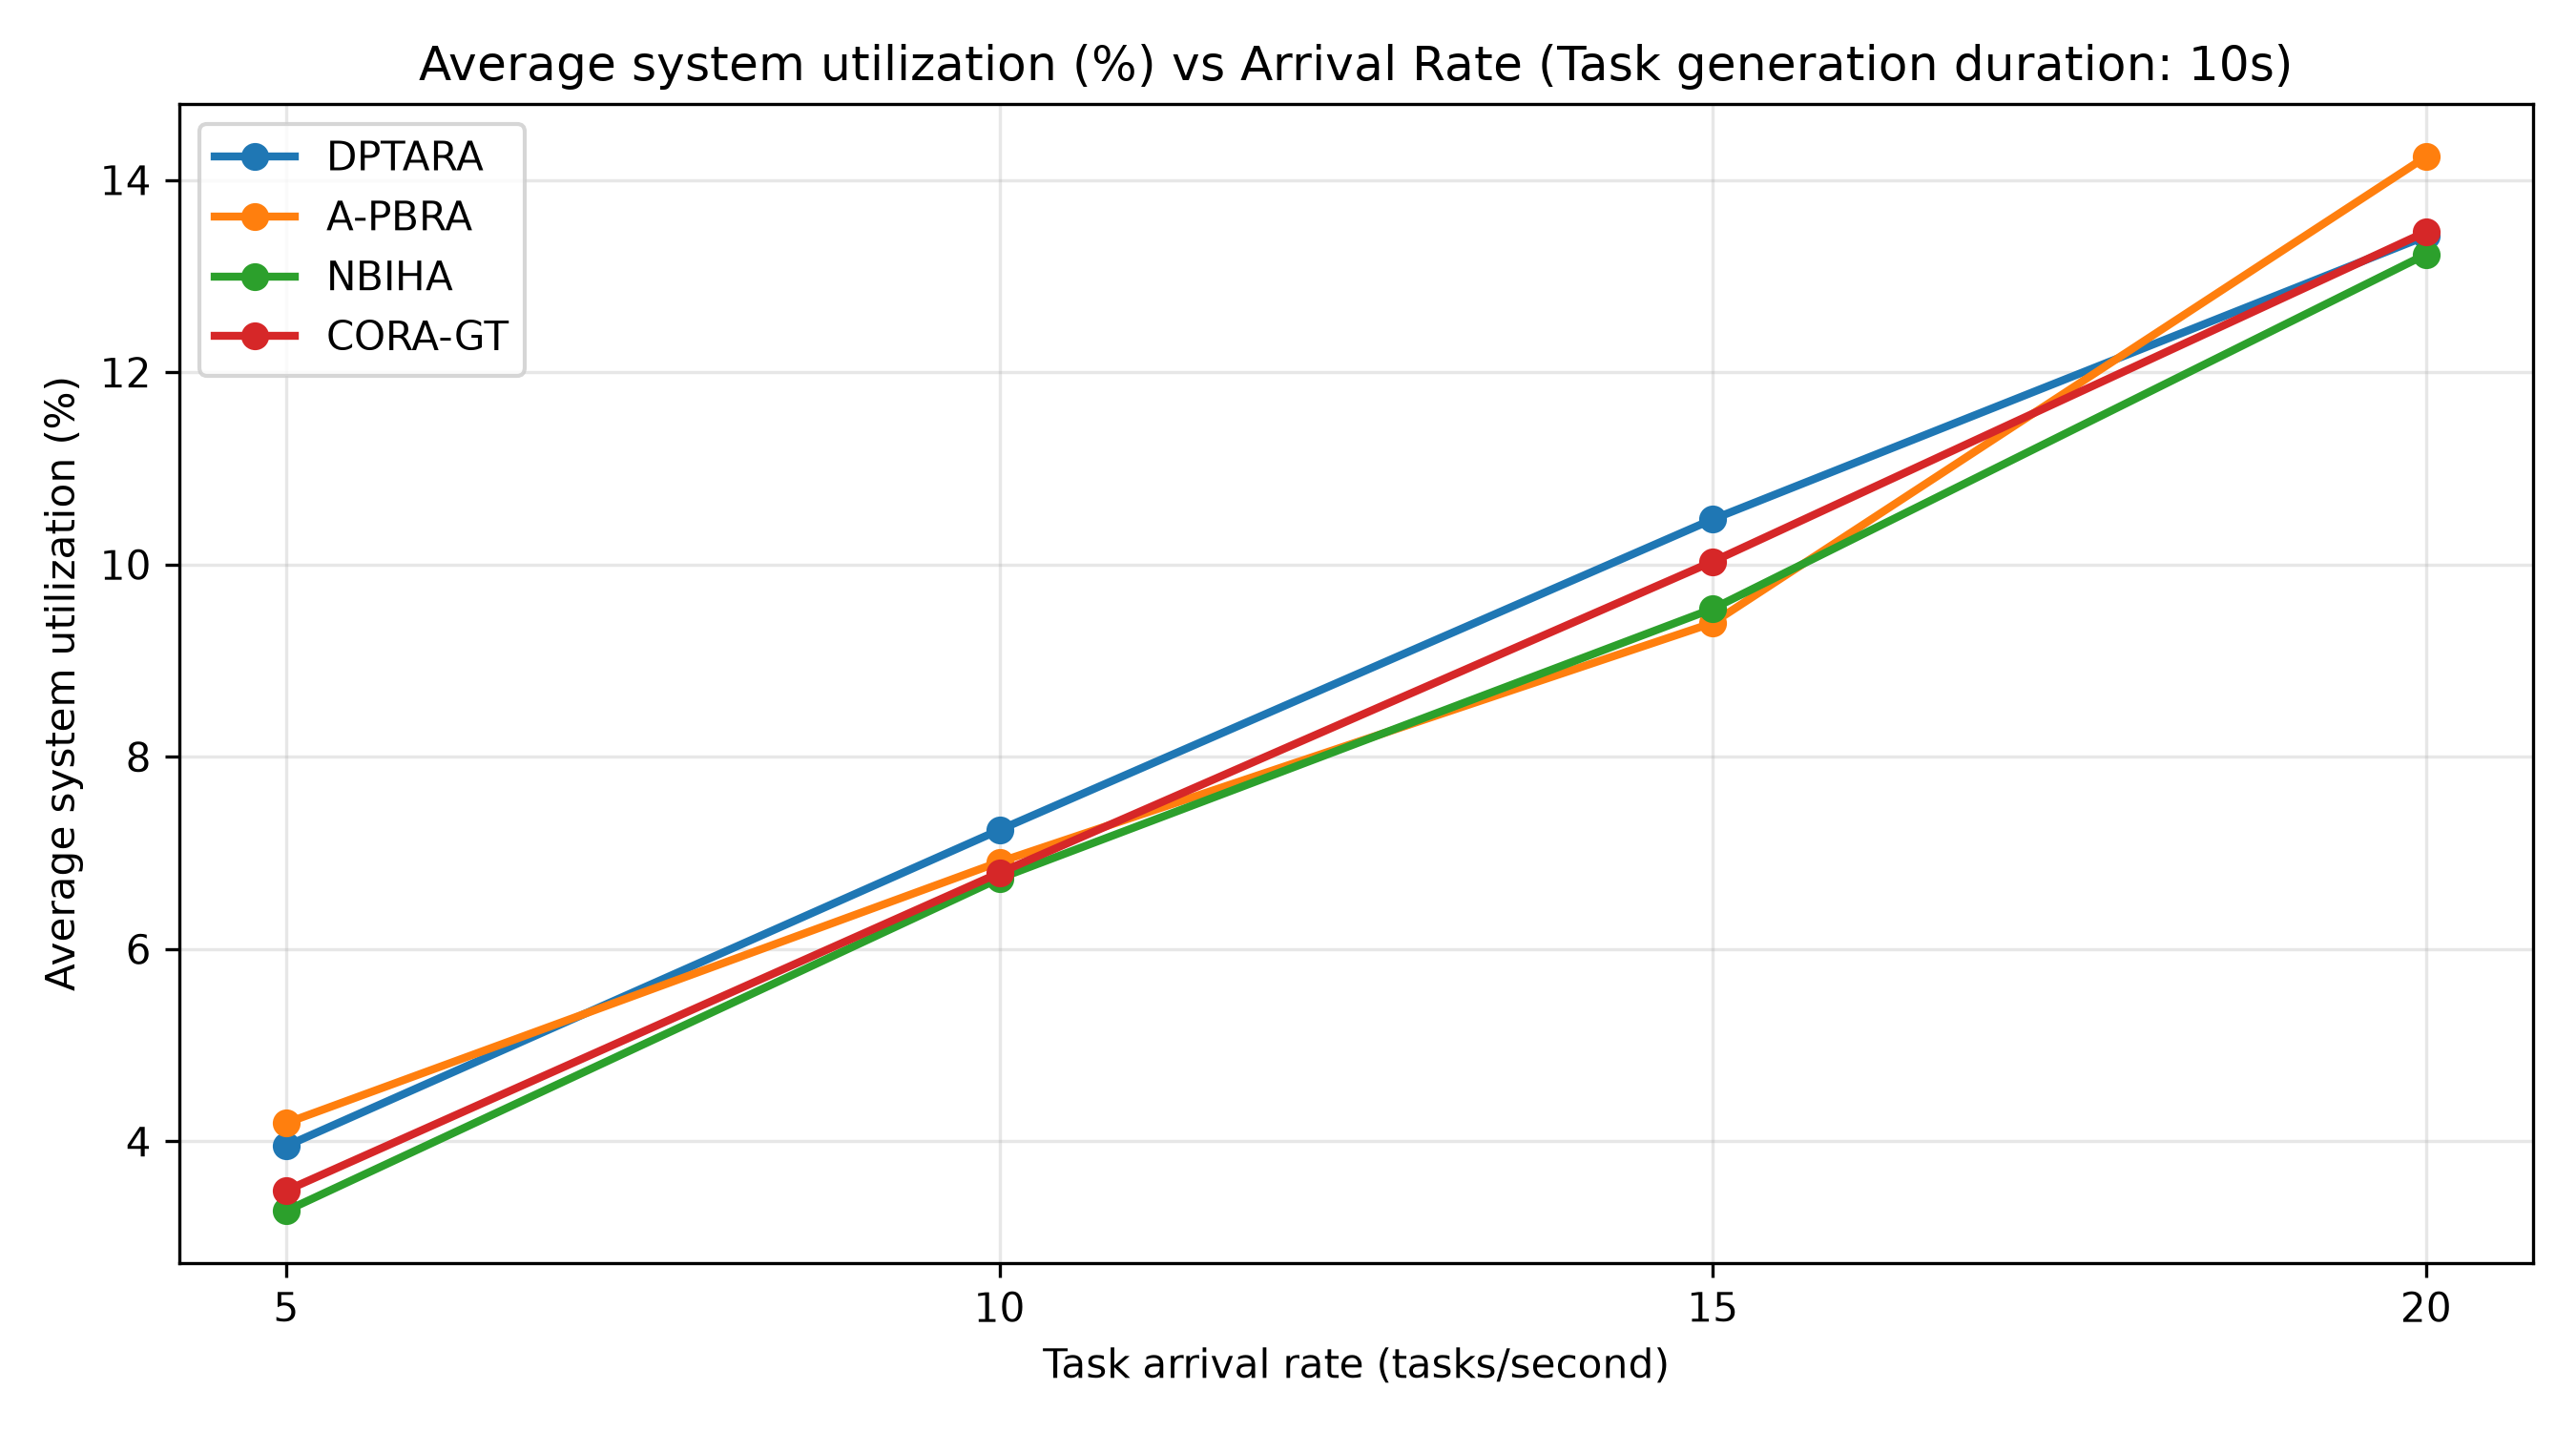 Average system utilization (%) vs Arrival Rate (Task generation duration: 10s)
DPTARA
A-PBRA
NBIHA
CORA-GT
Average system utilization (%)
14
12
10
8
6
4
5
10
15
20
Task arrival rate (tasks/second)